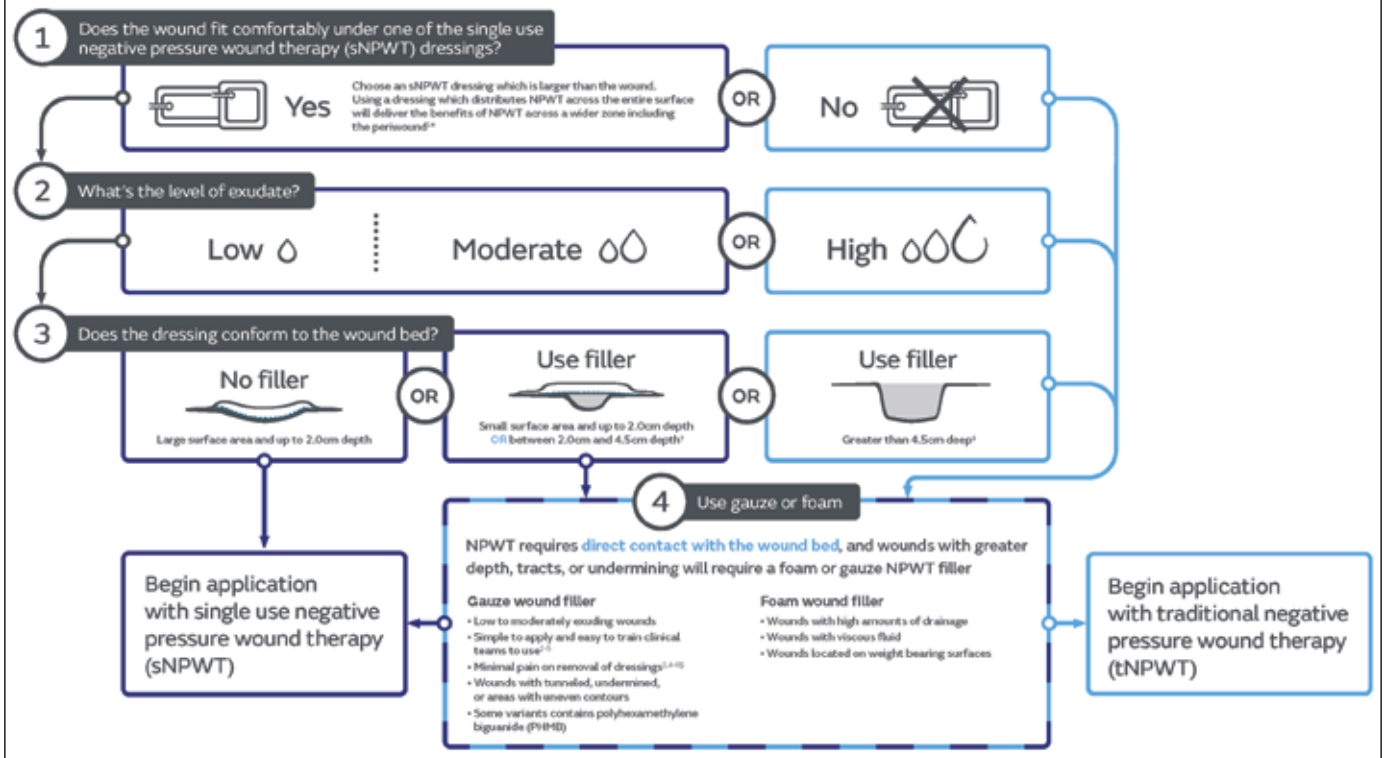 1
Does the wound fit comfortably under one of the single use
negative pressure wound therapy (sNPWT) dressings?
Yes
Choose an sNPWT dressing which is larger than the wound.
Using a dressing which distributes NPWT across the entire surface
will deliver the benefits of NPWT across a wider zone including
the periwound
OR
No
2
What's the level of exudate?
Low
Moderate
OR
High
3
Does the dressing conform to the wound bed?
No filler
Large surface area and up to 2.0cm depth
OR
Use filler
Small surface area and up to 2.0cm depth
OR between 2.0cm and 4.5cm depth†
OR
Use filler
Greater than 4.5cm deep
4
Use gauze or foam
NPWT requires direct contact with the wound bed, and wounds with greater
depth, tracts, or undermining will require a foam or gauze NPWT filler
Gauze wound filler
• Low to moderately exuding wounds
• Simple to apply and easy to train clinical
teams to use
• Minimal pain on removal of dressings
• Wounds with tunneled, undermined,
or areas with uneven contours
• Some variants contains polyhexamethylene
biguanide (PHMB)
Foam wound filler
• Wounds with high amounts of drainage
• Wounds with viscous fluid
• Wounds located on weight bearing surfaces
Begin application
with single use negative
pressure wound therapy
(sNPWT)
Begin application
with traditional negative
pressure wound therapy
(tNPWT)